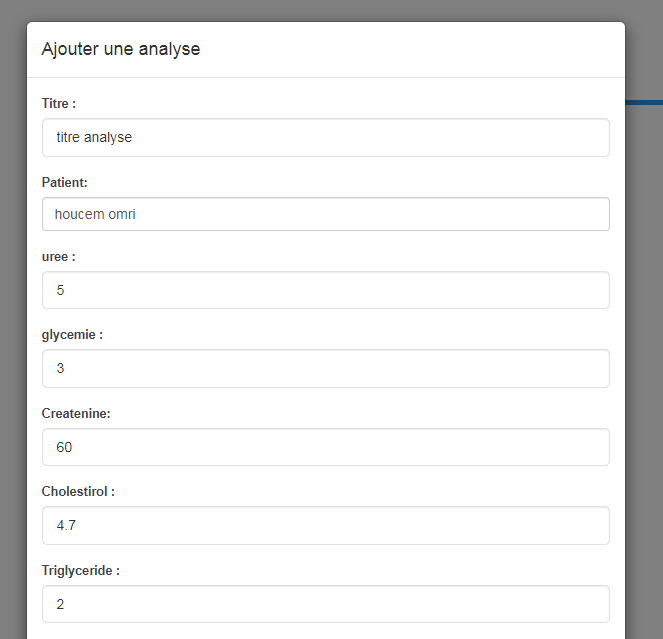 Ajouter une analyse
Titre :
titre analyse
Patient:
houcem omri
uree :
5
glycemie :
3
Createnine:
60
Cholestirol :
4.7
Triglyceride :
2